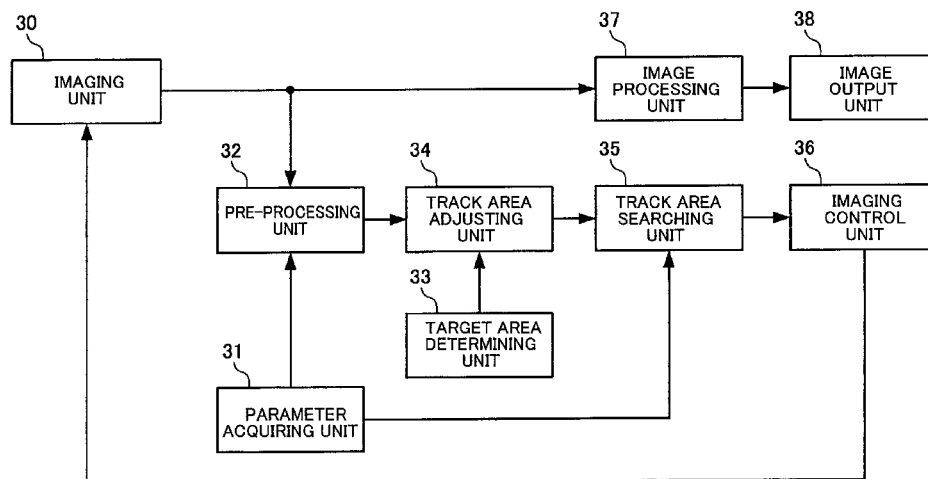 30
IMAGING
UNIT
37
IMAGE
PROCESSING
UNIT
38
IMAGE
OUTPUT
UNIT
32
PRE-PROCESSING
UNIT
34
TRACK AREA
ADJUSTING
UNIT
35
TRACK AREA
SEARCHING
UNIT
36
IMAGING
CONTROL
UNIT
33
TARGET AREA
DETERMINING
UNIT
31
PARAMETER
ACQUIRING UNIT